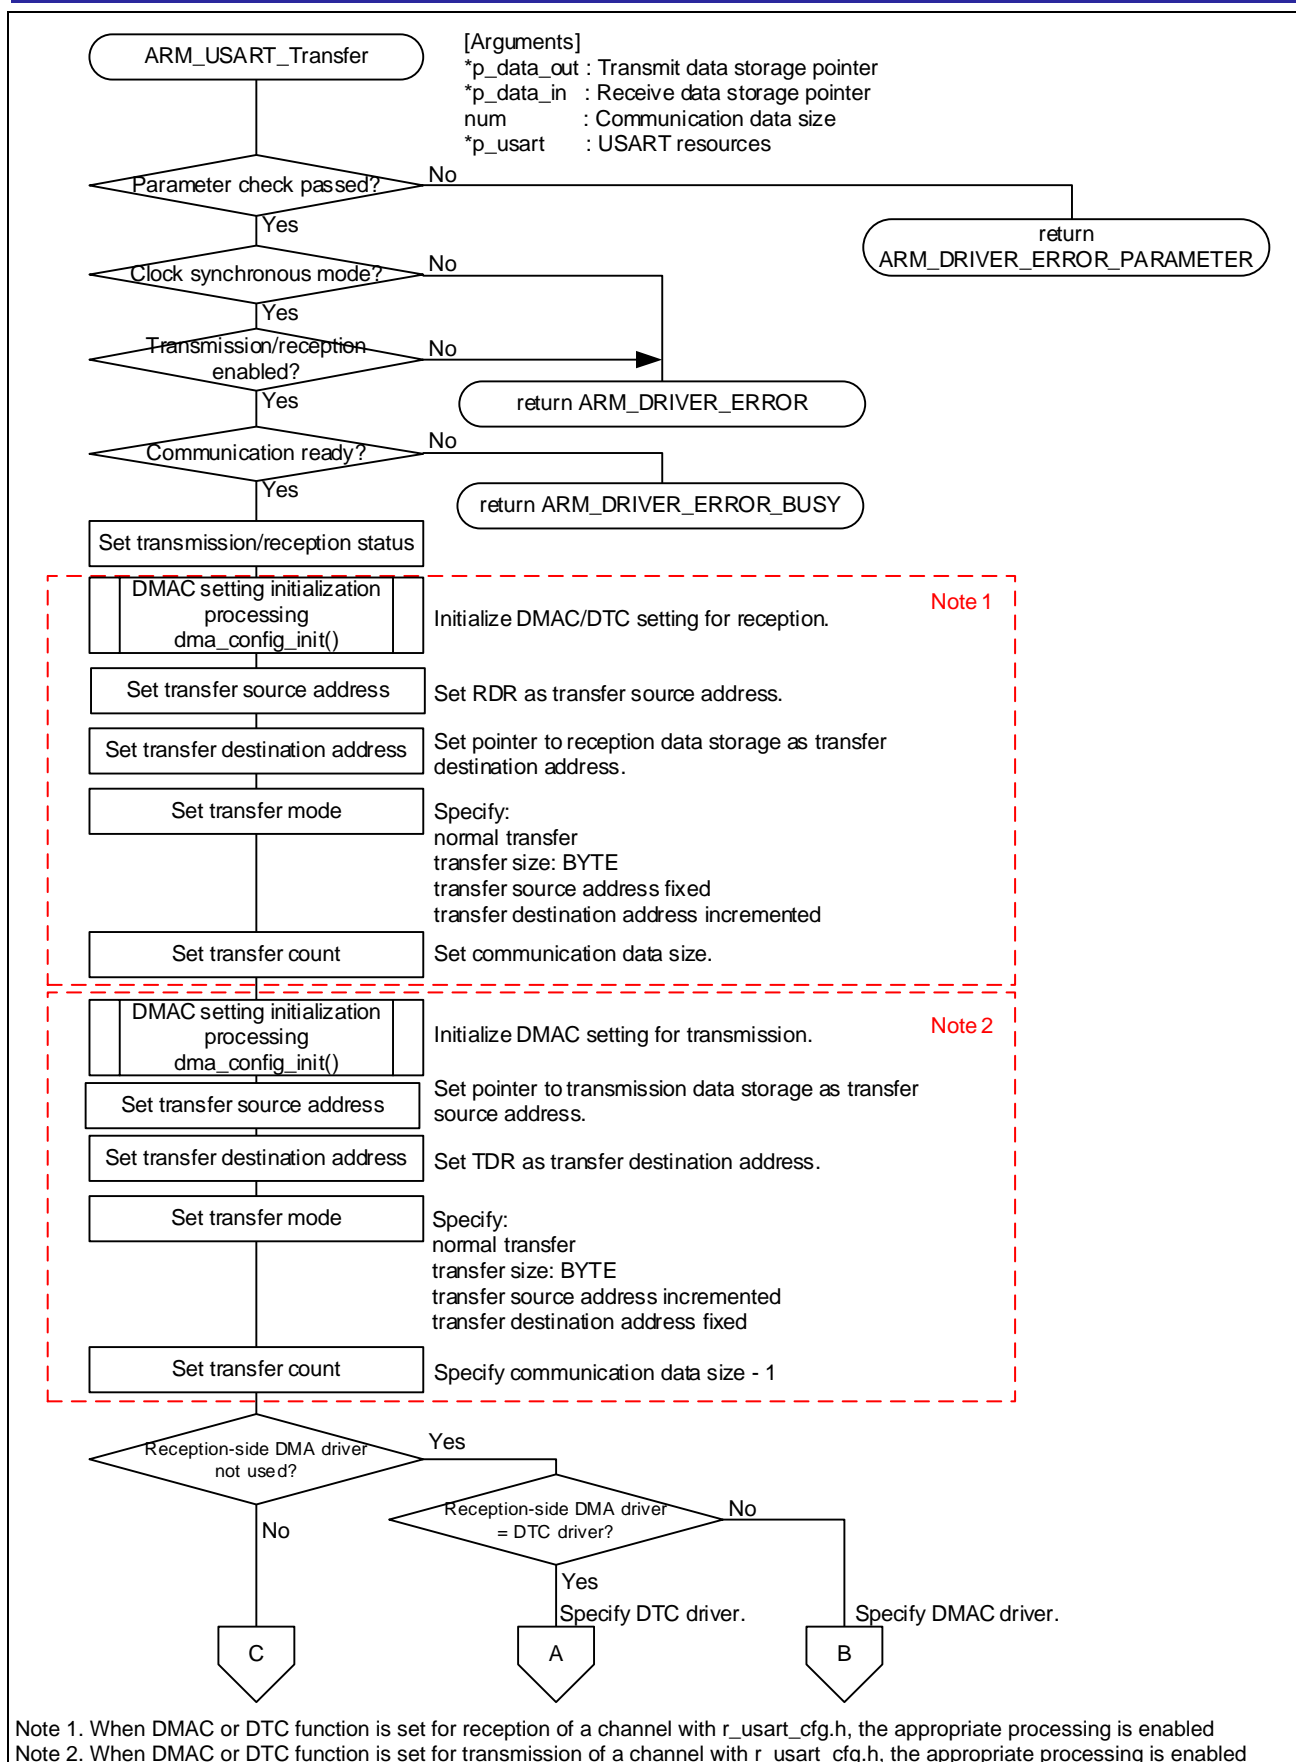 ARM_USART_Transfer
[Arguments]
*p_data_out : Transmit data storage pointer
*p_data_in : Receive data storage pointer
num : Communication data size
*p_usart : USART resources
Parameter check passed?
No
Yes
return
ARM_DRIVER_ERROR_PARAMETER
Clock synchronous mode?
No
Yes
Transmission/reception
enabled?
No
Yes
return ARM_DRIVER_ERROR
Communication ready?
No
Yes
return ARM_DRIVER_ERROR_BUSY
Set transmission/reception status
DMAC setting initialization
processing
dma_config_init()
Initialize DMAC/DTC setting for reception.
Note 1
Set transfer source address
Set RDR as transfer source address.
Set transfer destination address
Set pointer to reception data storage as transfer
destination address.
Set transfer mode
Specify:
normal transfer
transfer size: BYTE
transfer source address fixed
transfer destination address incremented
Set transfer count
Set communication data size.
DMAC setting initialization
processing
dma_config_init()
Initialize DMAC setting for transmission.
Note 2
Set transfer source address
Set pointer to transmission data storage as transfer
source address.
Set transfer destination address
Set TDR as transfer destination address.
Set transfer mode
Specify:
normal transfer
transfer size: BYTE
transfer source address incremented
transfer destination address fixed
Set transfer count
Specify communication data size - 1
Reception-side DMA driver
not used?
Yes
No
Reception-side DMA driver
= DTC driver?
No
Yes
Specify DTC driver.
Specify DMAC driver.
C
A
B
Note 1. When DMAC or DTC function is set for reception of a channel with r_usart_cfg.h, the appropriate processing is enabled
Note 2. When DMAC or DTC function is set for transmission of a channel with r_usart_cfg.h, the appropriate processing is enabled